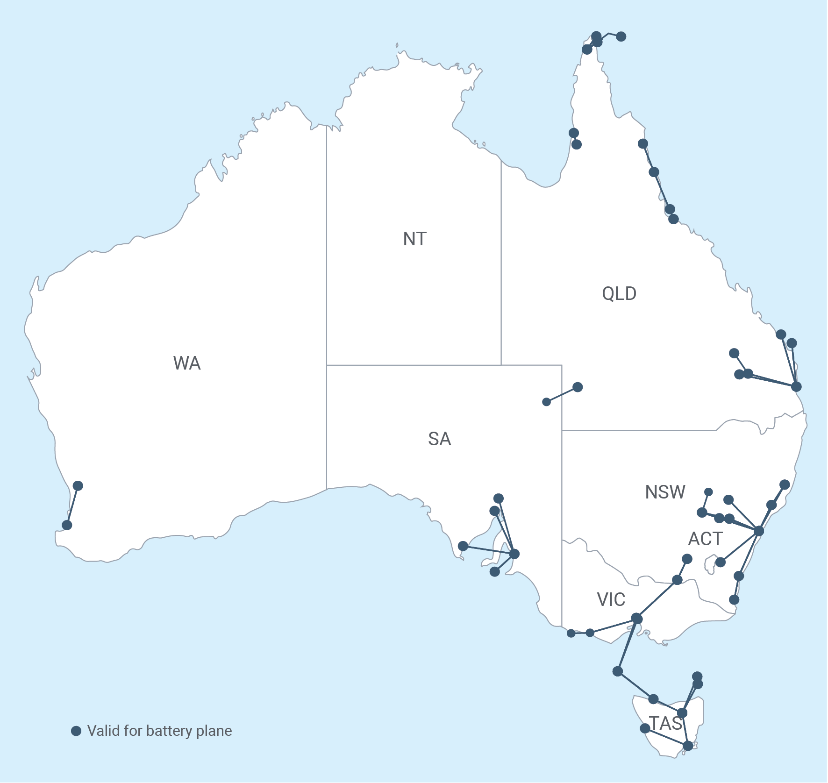 NT
QLD
WA
SA
NSW
ACT
VIC
TAS
Valid for battery plane